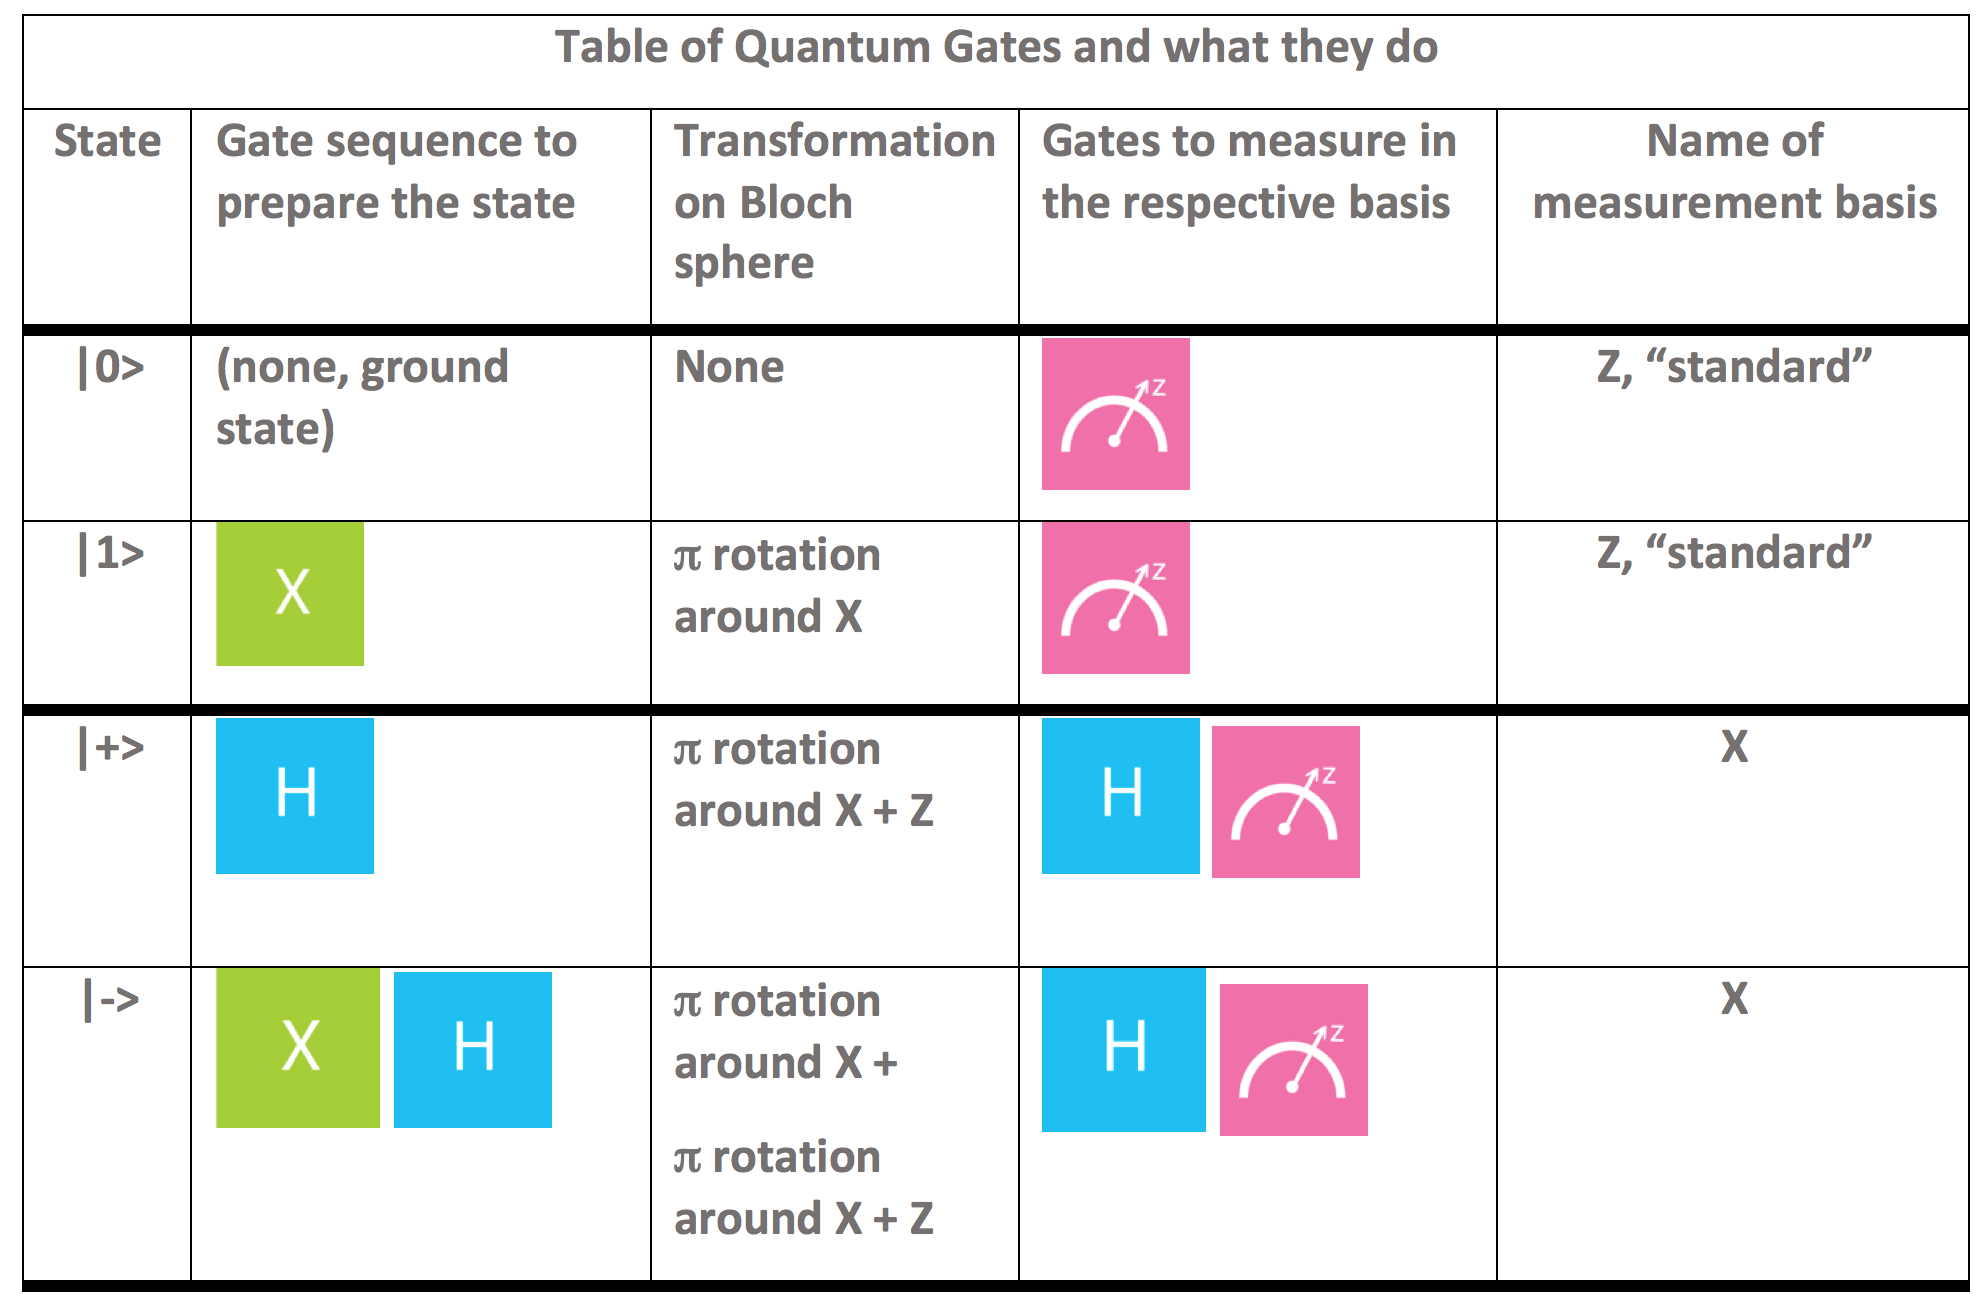 Table of Quantum Gates and what they do
State
Gate sequence to
prepare the state
Transformation
on Bloch
sphere
Gates to measure in
the respective basis
Name of
measurement basis
|0>
(none, ground
state)
None
Z
Z, “standard”
|1>
X
π rotation
around X
Z
Z, “standard”
|+>
H
π rotation
around X + Z
H
Z
X
|->
X
H
π rotation
around X +
π rotation
around X + Z
H
Z
X